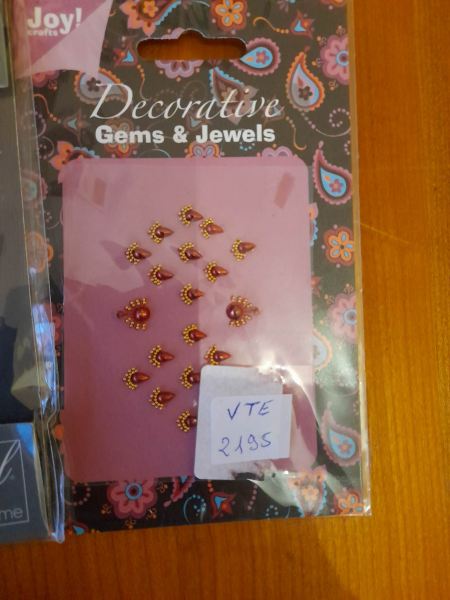 Joy!
crafts
Decorative
Gems & Jewels
VTE
2195
me